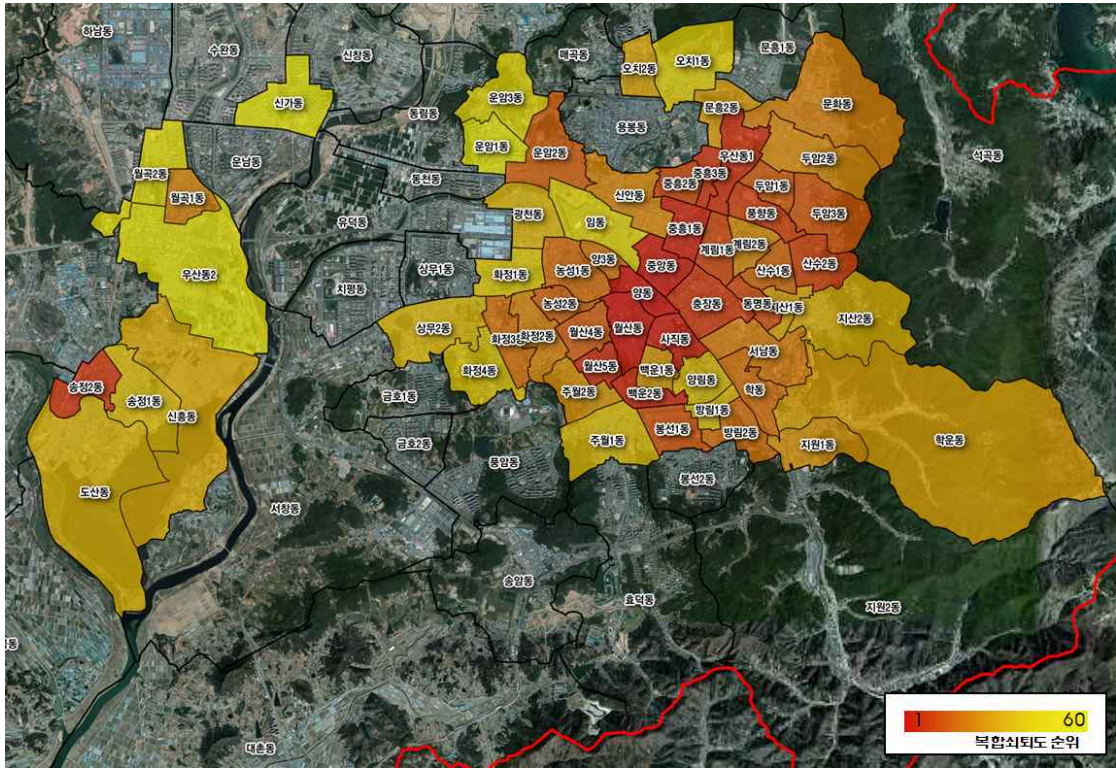 하남동
수완동
신창동
매곡동
문흥1동
오치2동
오치1동
신가동
운암3동
문흥2동
문화동
동림동
용봉동
운암1동
운암2동
우산동1
두암2동
석곡동
월곡2동
운남동
중흥3동
중흥2동
동천동
두암1동
월곡1동
신안동
두암3동
광천동
임동
풍향동
유덕동
중흥1동
계림1동
계림2동
양3동
산수2동
상무1동
화정1동
농성1동
중앙동
산수1동
우산동2
치평동
양동
농성2동
충장동
동명동
지산1동
지산2동
상무2동
월산4동
월산동
화정3동
화정2동
사직동
서남동
월산5동
백운1동
화정4동
양림동
송정2동
주월2동
백운2동
학동
금호1동
송정1동
신흥동
방림1동
봉선1동
방림2동
주월1동
금호2동
지원1동
학운동
풍암동
봉선2동
도산동
서창동
송암동
효덕동
지원2동
대촌동
1
60
복합쇠퇴도 순위